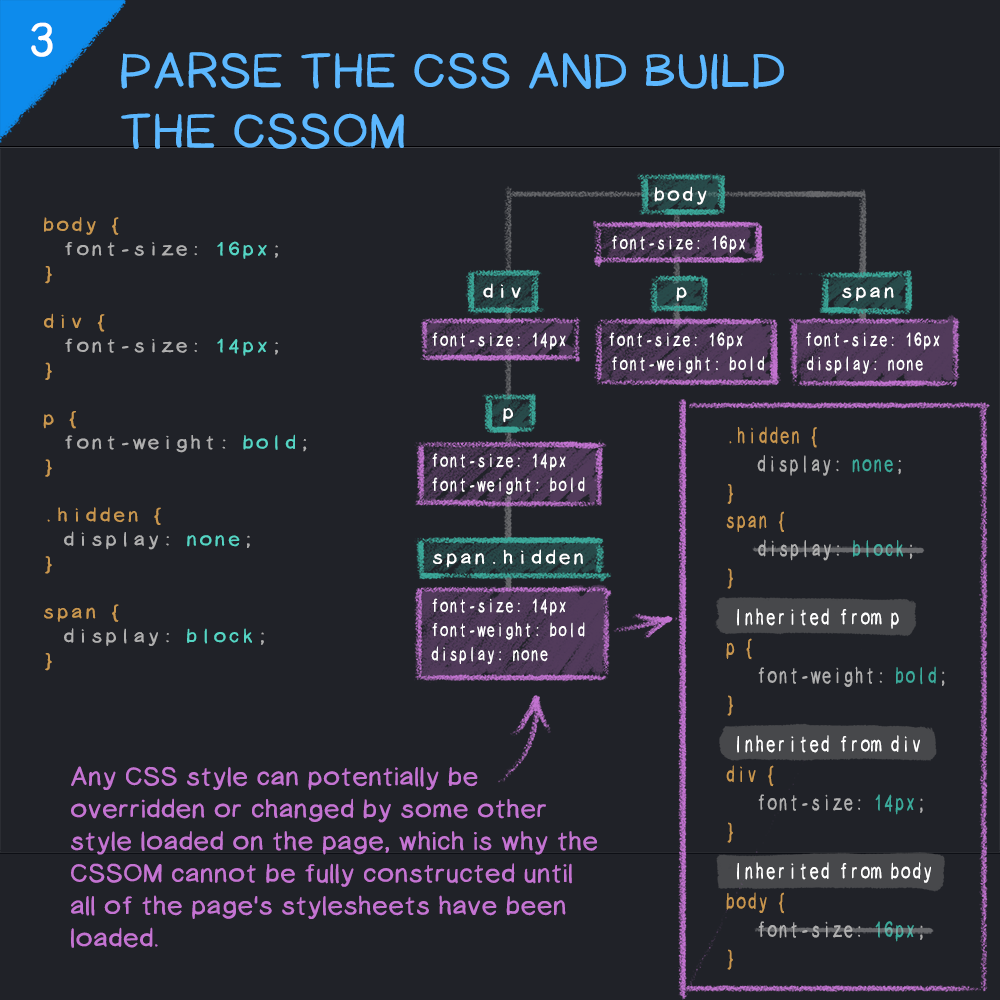 3
PARSE THE CSS AND BUILD
THE CSSOM
body {
font-size: 16px;
}
div {
font-size: 14px;
}
p {
font-weight: bold;
}
.hidden {
display: none;
}
span {
display: block;
}
body
font-size: 16px
div
font-size: 14px
p
font-size: 16px
font-weight: bold
span
font-size: 16px
display: none
p
font-size: 14px
font-weight: bold
span.hidden
font-size: 14px
font-weight: bold
display: none
.hidden {
display: none;
}
span {
display: block;
}
Inherited from p
p {
font-weight: bold;
}
Inherited from div
div {
font-size: 14px;
}
Inherited from body
body {
font-size: 16px;
}
Any CSS style can potentially be
overridden or changed by some other
style loaded on the page, which is why the
CSSOM cannot be fully constructed until
all of the page's stylesheets have been
loaded.